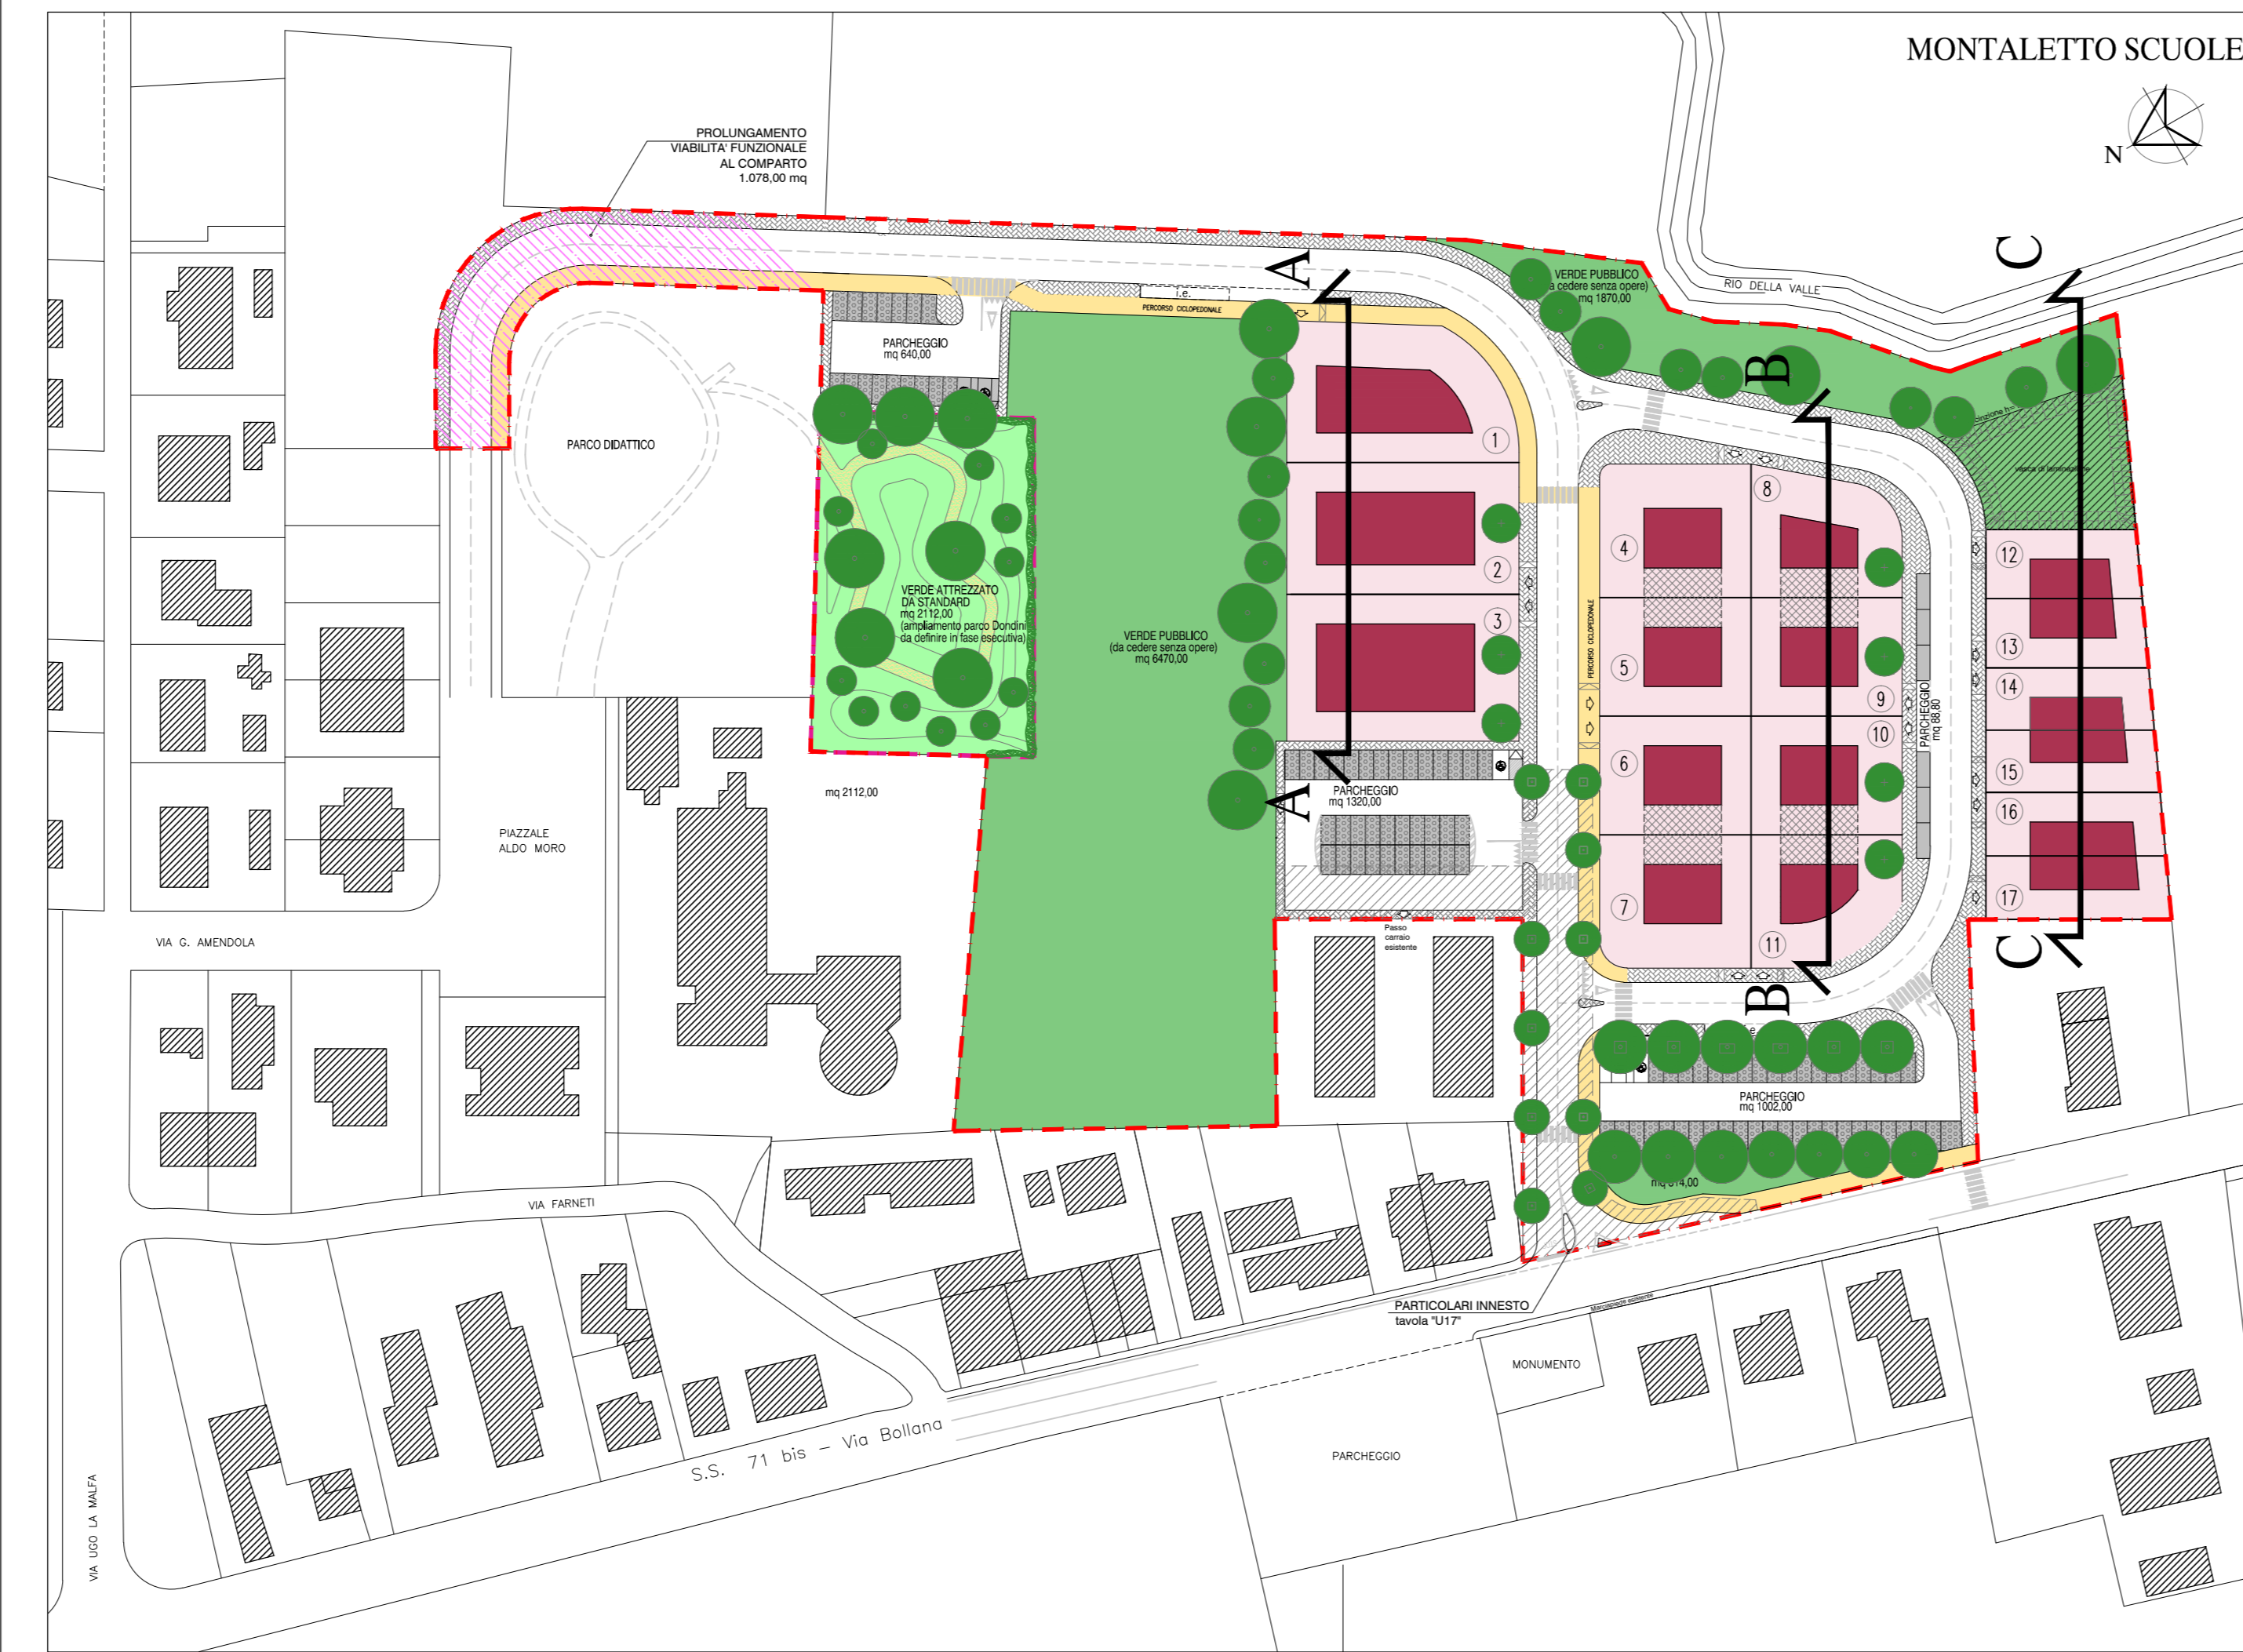 MONTALETTO SCUOLE
N
PROLUNGAMENTO
VIABILITA' FUNZIONALE
AL COMPARTO
1.078,00 mq
VERDE PUBBLICO
cedere senza opere)
mq 1870,00
RIO DELLA VALLE
A
B
C
i.e.
PERCORSO CICLOPEDONALE
PARCHEGGIO
mq 640,00
PARCO DIDATTICO
vasca di laminazione
1
2
3
4
5
6
7
8
9
10
11
12
13
14
15
16
17
VERDE ATTREZZATO
DA STANDARD
mq 2112,00
(ampliamento parco Dondini
da definire in fase esecutiva)
VERDE PUBBLICO
(da cedere senza opere)
mq 6470,00
PERCORSO CICLOPEDONALE
PARCHEGGIO
mq 88,80
mq 2112,00
PARCHEGGIO
mq 1320,00
A
PIAZZALE
ALDO MORO
VIA G. AMENDOLA
Passo
carraio
esistente
B
C
PARCHEGGIO
mq 1002,00
VIA FARNETI
PARTICOLARI INNESTO
tavola "U17"
Marciapiede esistente
MONUMENTO
PARCHEGGIO
S.S. 71 bis - Via Bollana
VIA UGO LA MALFA